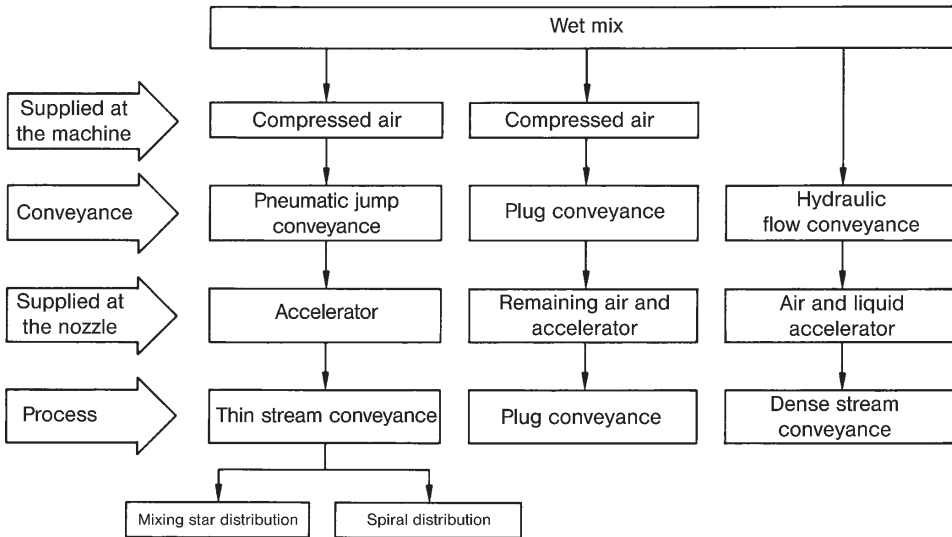 Wet mix
Supplied at
the machine
Compressed air
Compressed air
Conveyance
Pneumatic jump
conveyance
Plug conveyance
Hydraulic
flow conveyance
Supplied at
the nozzle
Accelerator
Remaining air and
accelerator
Air and liquid
accelerator
Process
Thin stream conveyance
Plug conveyance
Dense stream
conveyance
Mixing star distribution
Spiral distribution